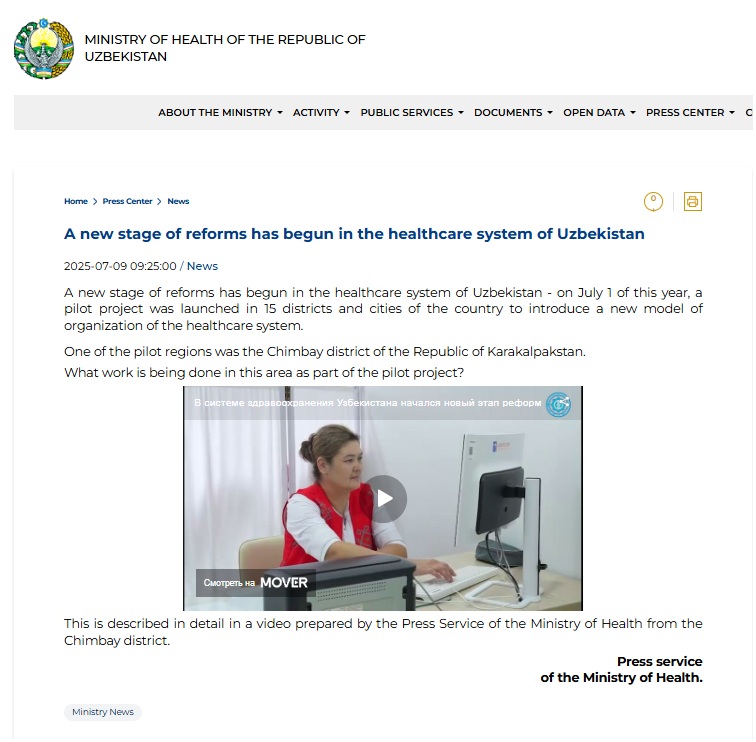 MINISTRY OF HEALTH OF THE REPUBLIC OF
UZBEKISTAN
ABOUT THE MINISTRY ACTIVITY PUBLIC SERVICES DOCUMENTS OPEN DATA PRESS CENTER C
Home > Press Center > News
0
A new stage of reforms has begun in the healthcare system of Uzbekistan
2025-07-09 09:25:00 / News
A new stage of reforms has begun in the healthcare system of Uzbekistan - on July 1 of this year, a
pilot project was launched in 15 districts and cities of the country to introduce a new model of
organization of the healthcare system.
One of the pilot regions was the Chimbay district of the Republic of Karakalpakstan.
What work is being done in this area as part of the pilot project?
В системе здравоохранения Узбекистана начался новый этап реформ
Смотреть на MOVER
This is described in detail in a video prepared by the Press Service of the Ministry of Health from the
Chimbay district.
Press service
of the Ministry of Health.
Ministry News